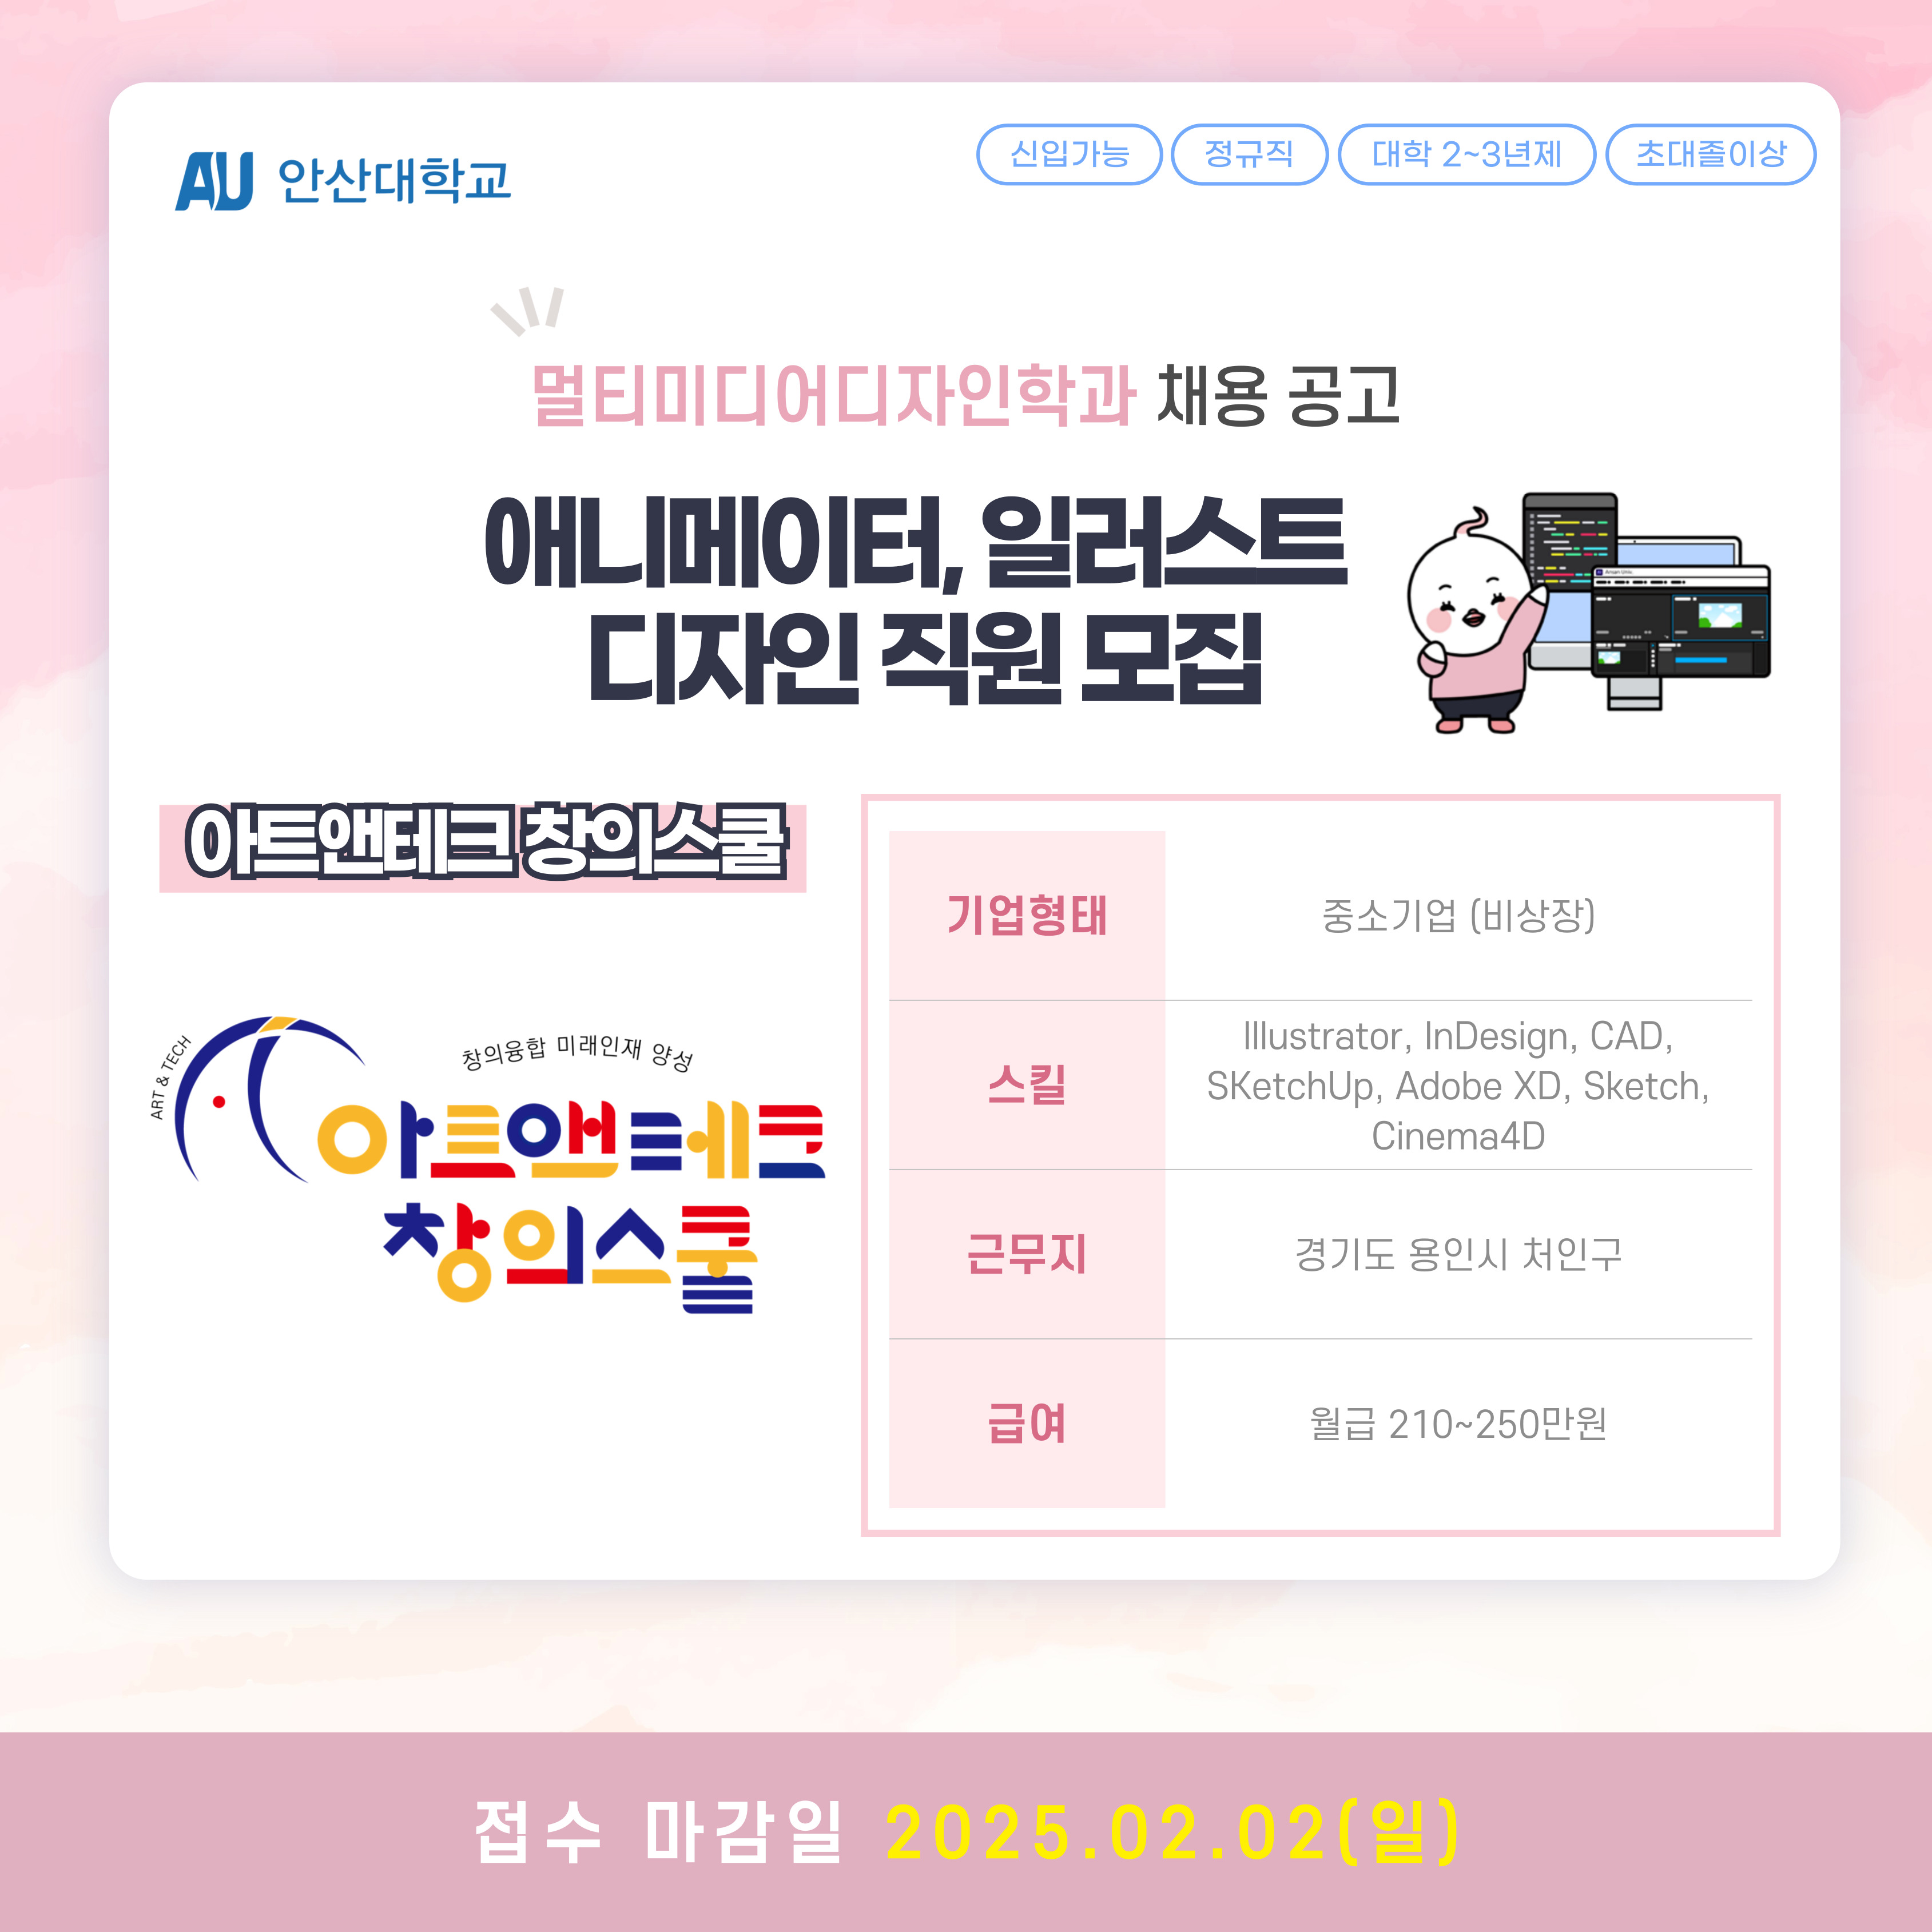 AU 안산대학교
신입가능 정규직 대학 2~3년제 초대졸이상
멀티미디어디자인학과 채용 공고
애니메이터, 일러스트
디자인 직원 모집
아트앤테크 창의스쿨
ART & TECH
창의융합 미래인재 양성
아트앤테크
창의스쿨
기업형태 중소기업 (비상장)
스킬
Illustrator, InDesign, CAD,
SKetchUp, Adobe XD, Sketch,
Cinema4D
근무지 경기도 용인시 처인구
급여 월급 210~250만원
접수 마감일 2025.02.02(일)